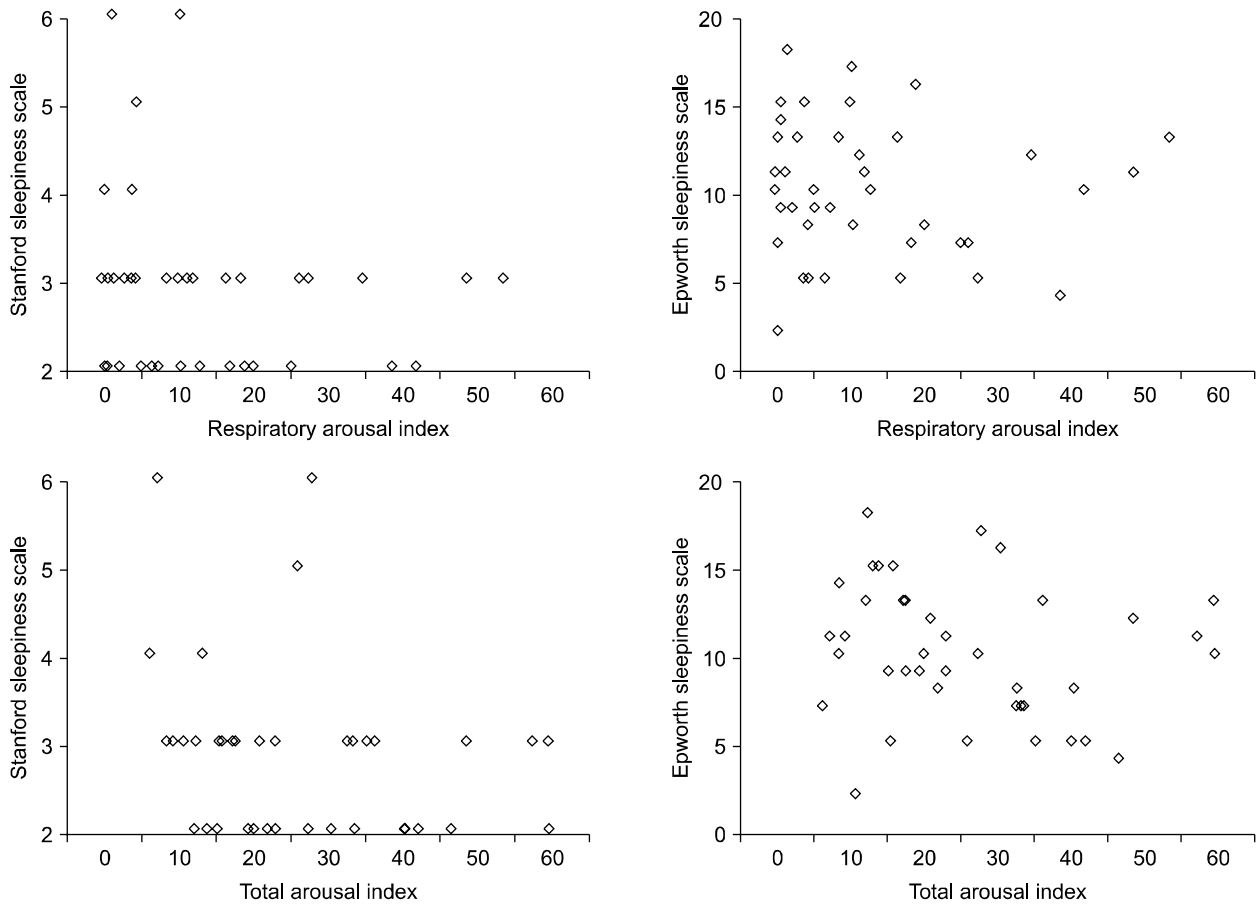 Stanford sleepiness scale
6
5
4
3
2
0 10 20 30 40 50 60
Respiratory arousal index
Epworth sleepiness scale
20
15
10
5
0
0 10 20 30 40 50 60
Respiratory arousal index
Stanford sleepiness scale
6
5
4
3
2
0 10 20 30 40 50 60
Total arousal index
Epworth sleepiness scale
20
15
10
5
0
0 10 20 30 40 50 60
Total arousal index